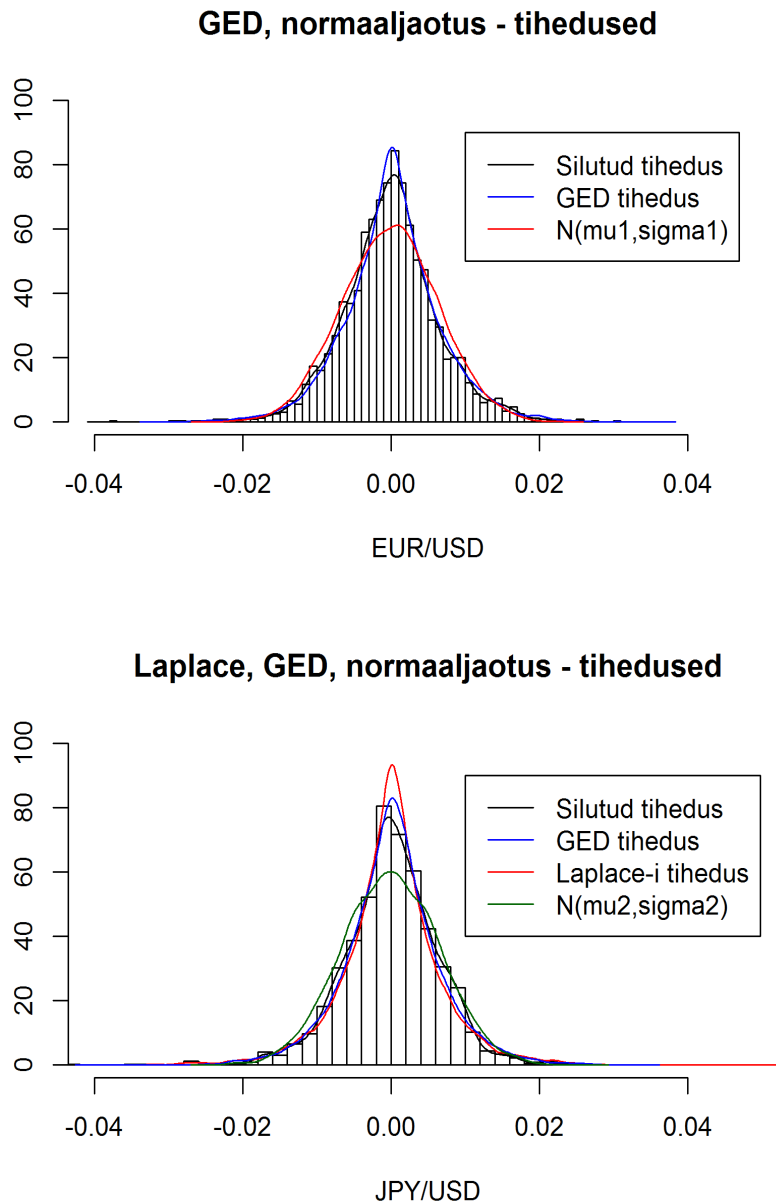 GED, normaaljaotus - tihedused
100
80
60
40
20
0
Silutud tihedus
GED tihedus
N(mu1,sigma1)
-0.04
-0.02
0.00
0.02
0.04
EUR/USD
Laplace, GED, normaaljaotus - tihedused
100
80
60
40
20
0
Silutud tihedus
GED tihedus
Laplace-i tihedus
N(mu2,sigma2)
-0.04
-0.02
0.00
0.02
0.04
JPY/USD